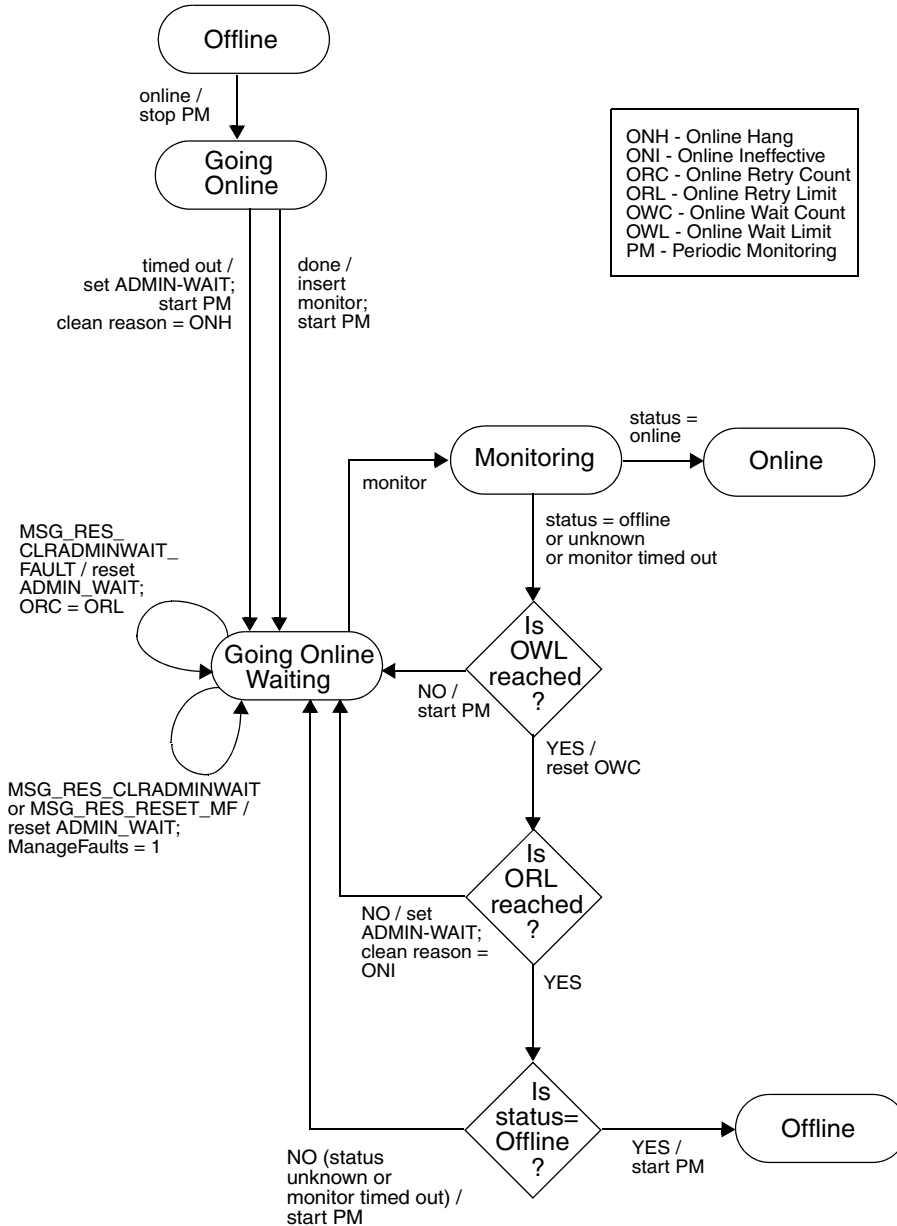 Offline
online /
stop PM
Going
Online
ONH - Online Hang
ONI - Online Ineffective
ORC - Online Retry Count
ORL - Online Retry Limit
OWC - Online Wait Count
OWL - Online Wait Limit
PM - Periodic Monitoring
timed out /
set ADMIN-WAIT;
start PM
clean reason = ONH
done /
insert
monitor;
start PM
status =
online
Monitoring
Online
monitor
status = offline
or unknown
or monitor timed out
MSG_RES_
CLRADMINWAIT_
FAULT / reset
ADMIN_WAIT;
ORC = ORL
Going Online
Waiting
Is
OWL
reached
?
NO /
start PM
YES /
reset OWC
MSG_RES_CLRADMINWAIT
or MSG_RES_RESET_MF /
reset ADMIN_WAIT;
ManageFaults = 1
Is
ORL
reached
?
NO / set
ADMIN-WAIT;
clean reason =
ONI
YES
Is
status=
Offline
?
Offline
YES /
start PM
NO (status
unknown or
monitor timed out) /
start PM